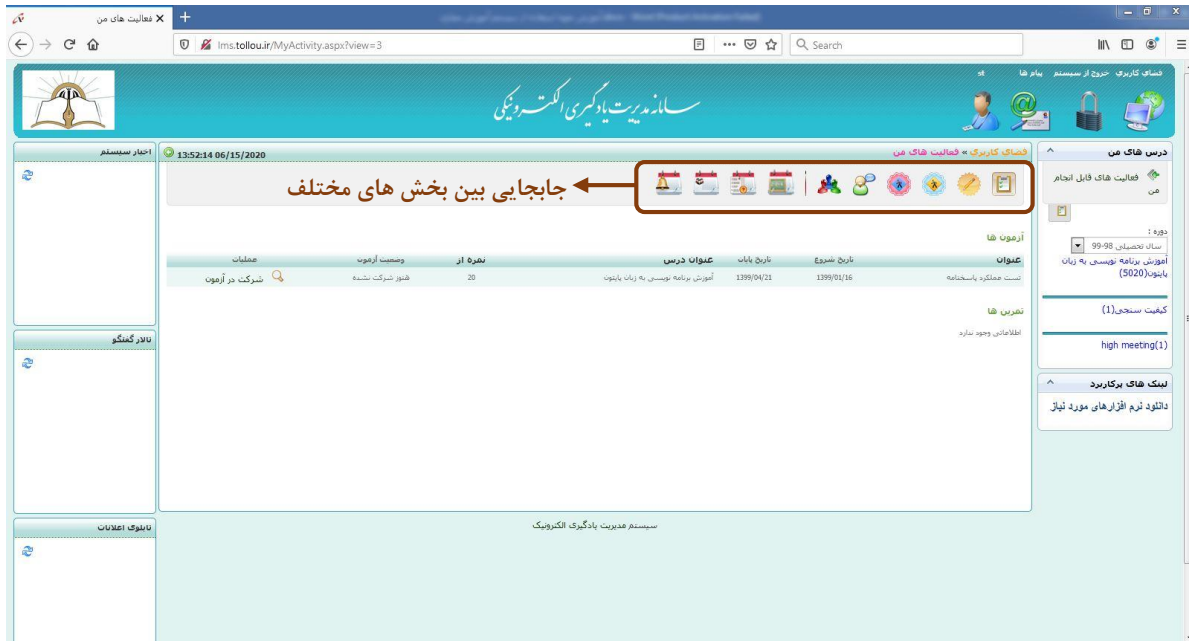 فعالیت های من
lms.tollou.ir/MyActivity.aspx?view=3
Search
فضای کاربری خروج از سیستم پیام ها st
سامانه مدیریت یادگیری الکترونیکی
درس های من
فعالیت های قابل انجام
من
دوره :
سال تحصیلی 98-99
آموزش برنامه نویسی به زبان
پایتون(5020)
کیفیت سنجی(1)
high meeting(1)
لینک های پرکاربرد
دانلود نرم افزارهای مورد نیاز
فضای کاربری » فعالیت های من
13:52:14 06/15/2020
جابجایی بین بخش های مختلف
آزمون ها
عنوان تاریخ شروع تاریخ پایان عنوان درس نمره از وضعیت آزمون عملیات
تست عملکرد پاسخنامه 1399/01/16 1399/04/21 آموزش برنامه نویسی به زبان پایتون 20 هنوز شرکت نشده شرکت در آزمون
تمرین ها
اطلاعاتی وجود ندارد
سیستم مدیریت یادگیری الکترونیک
اخبار سیستم
تالار گفتگو
تابلوی اعلانات